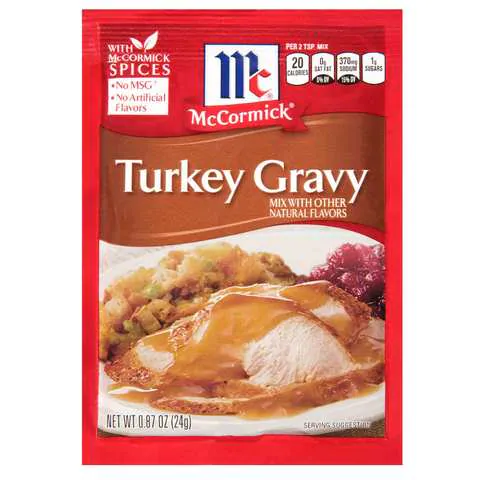 WITH
McCORMICK
SPICES
•No MSG†
•No Artificial
Flavors
Mc
®
McCormick®
PER 2 TSP. MIX
20
CALORIES
0g
SAT FAT
0% DV
370mg
SODIUM
15% DV
1g
SUGARS
Turkey Gravy
MIX WITH OTHER
NATURAL FLAVORS
NET WT 0.87 OZ (24g)
SERVING SUGGESTION